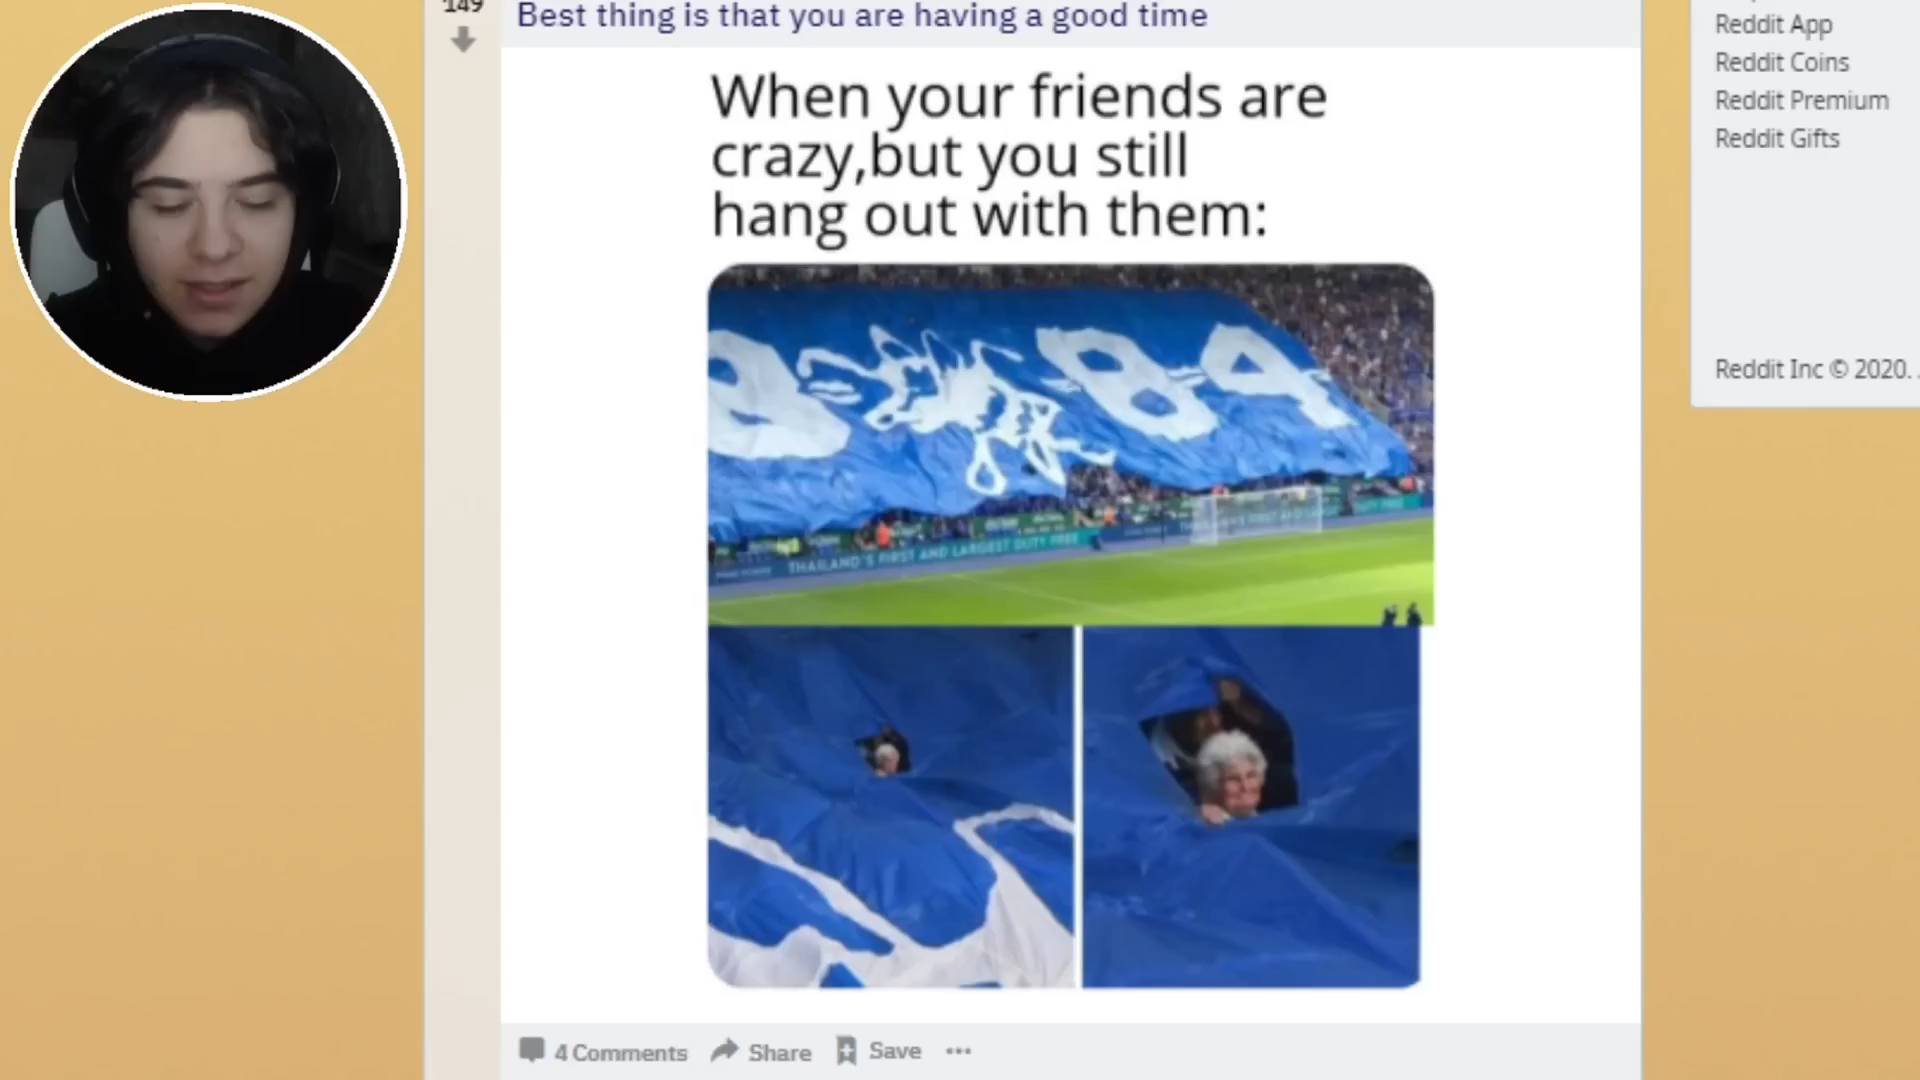 149
Best thing is that you are having a good time
When your friends are
crazy,but you still
hang out with them:
8 84
THAILAND'S FIRST AND LARGEST DUTY FREE
4 Comments
Share
Save
Reddit App
Reddit Coins
Reddit Premium
Reddit Gifts
Reddit Inc © 2020.